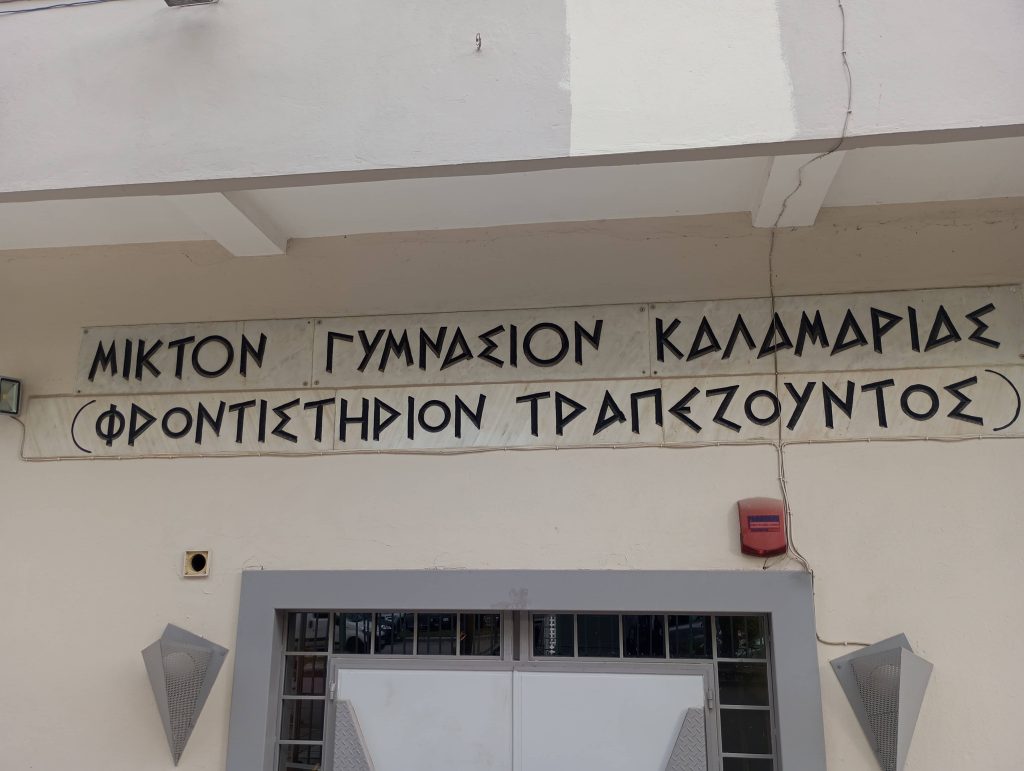 ΜΙΚΤΟΝ ΓΥΜΝΑΣΙΟΝ ΚΑΛΑΜΑΡΙΑΣ
(ΦΡΟΝΤΙΣΤΗΡΙΟΝ ΤΡΑΠΕΖΟΥΝΤΟΣ)